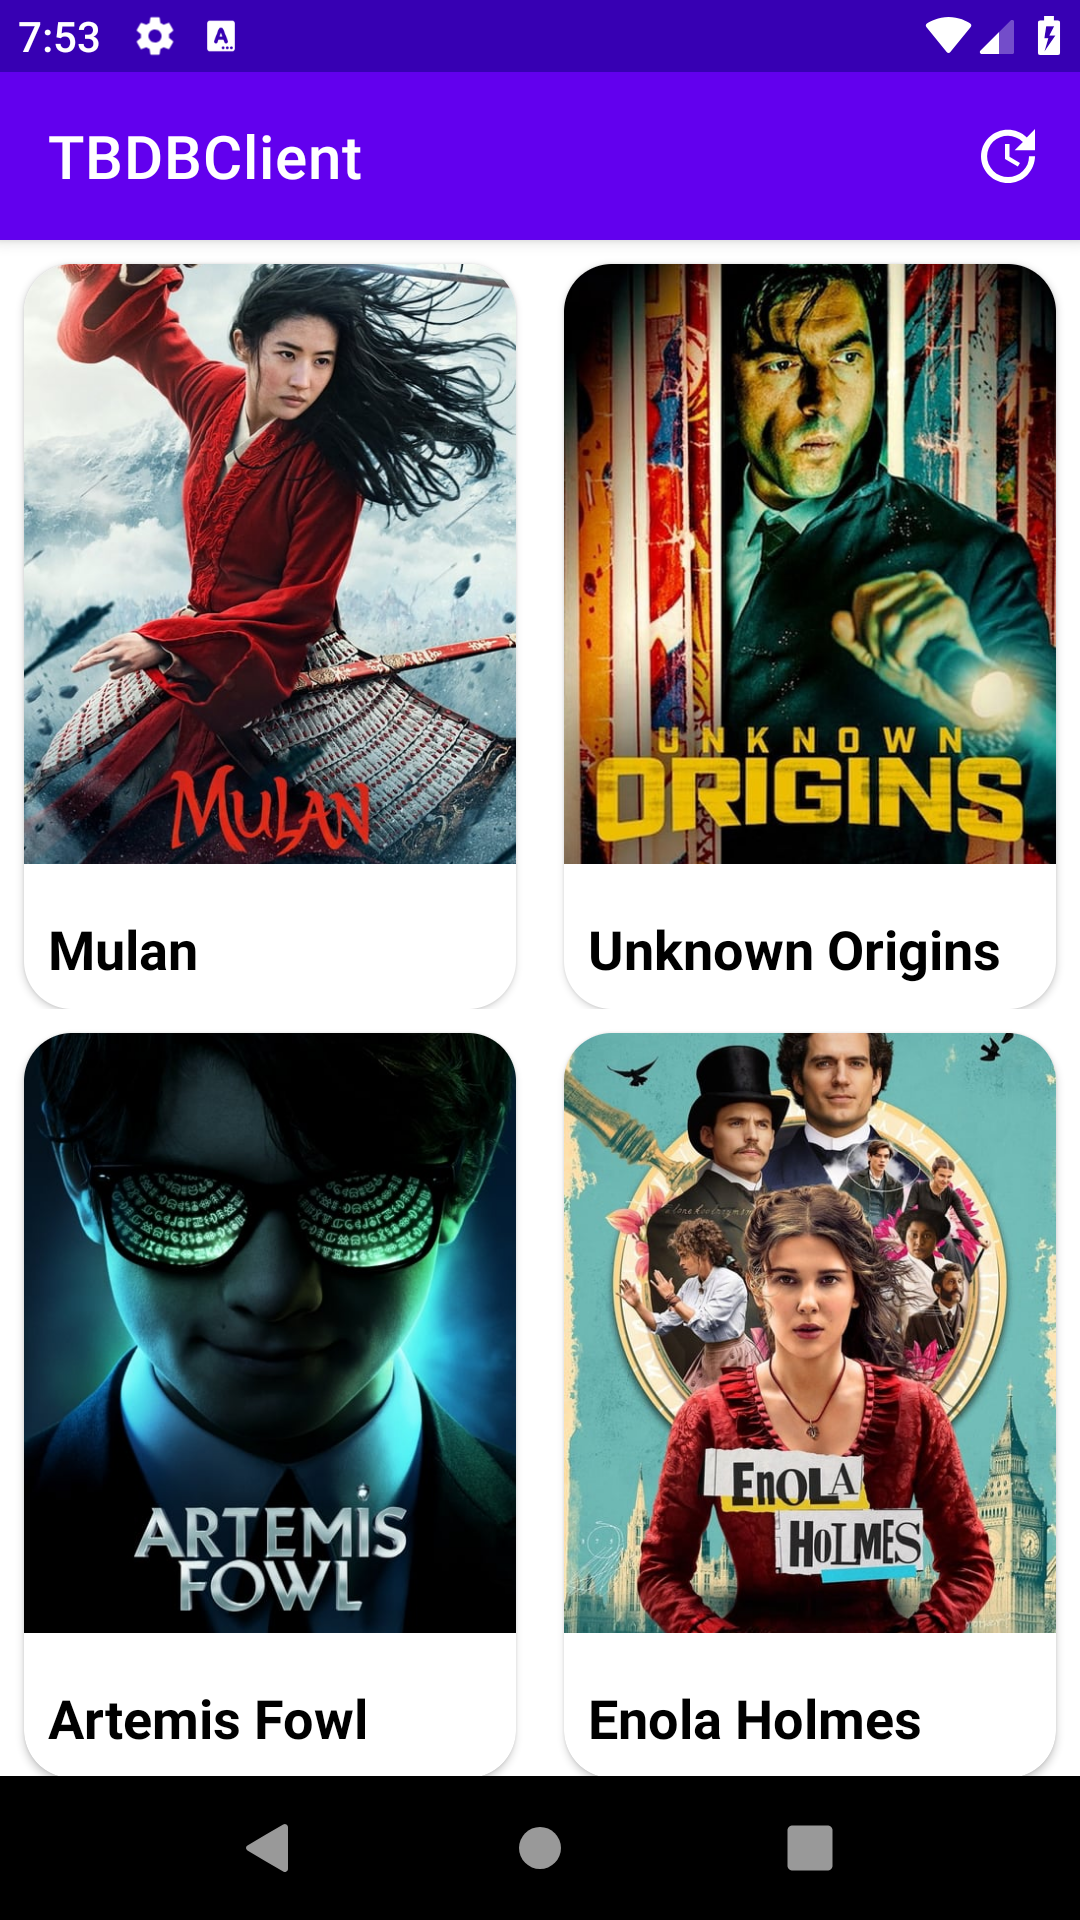 7:53
TBDBClient
MULAN
UNKNOWN
ORIGINS
Mulan
Unknown Origins
ARTEMIS
FOWL
ENOLA
HOLMES
Artemis Fowl
Enola Holmes